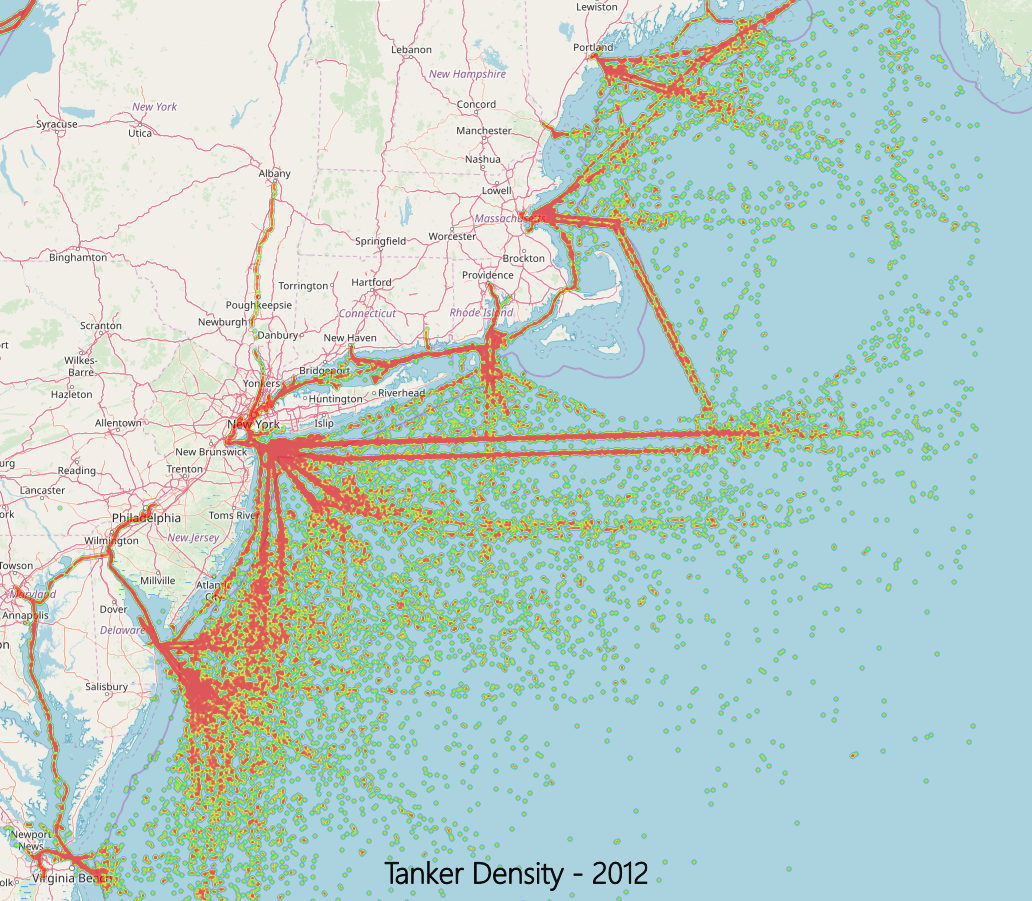 Lewiston
Portland
Lebanon
New Hampshire
New York
Concord
Syracuse
Utica
Manchester
Nashua
Albany
Lowell
Massachusetts
Worcester
Springfield
Brockton
Binghamton
Providence
Torrington
Hartford
Poughkeepsie
Connecticut
Rhode Island
Newburgh
Scranton
Danbury
New Haven
Wilkes-
Barre
Bridgeport
Yonkers
Hazleton
Huntington
Riverhead
Allentown
New York
Islip
New Brunswick
Reading
Trenton
Lancaster
Philadelphia
Toms River
Wilmington
New Jersey
Towson
Millville
Atlantic
City
Maryland
Dover
Annapolis
Delaware
Salisbury
Newport
News
Virginia Beach
Tanker Density - 2012